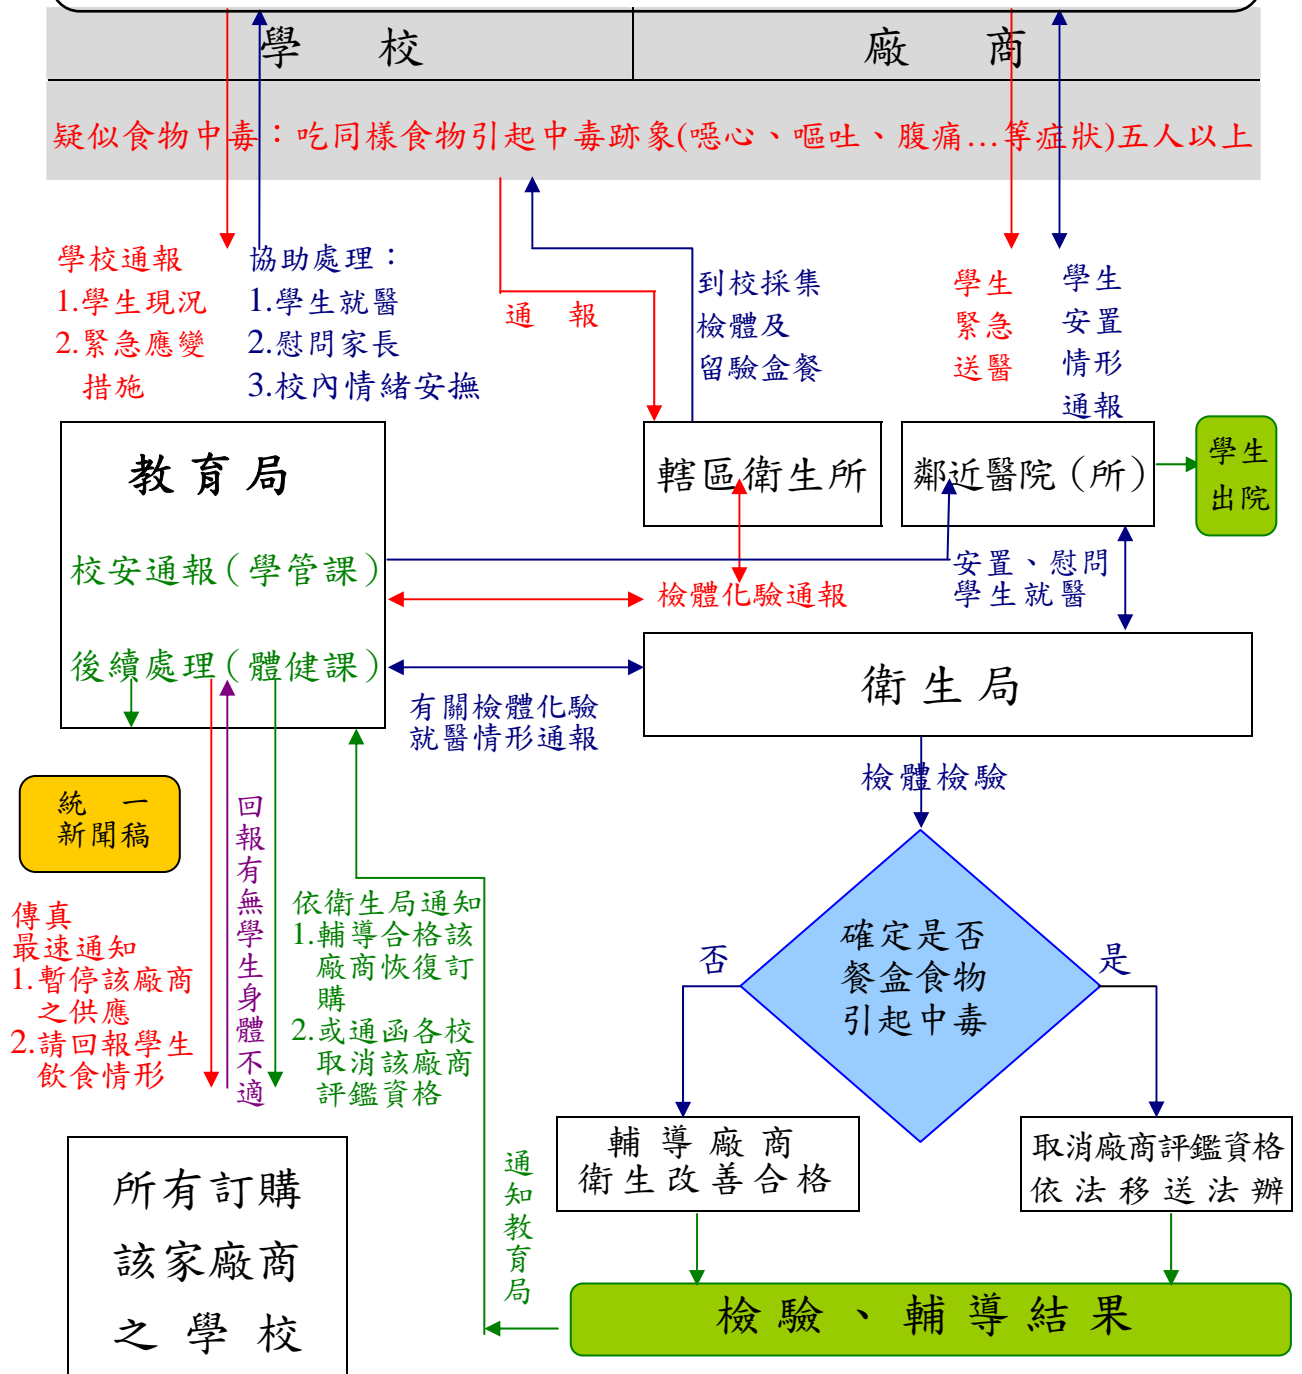 學 校
廠 商
疑似食物中毒：吃同樣食物引起中毒跡象(噁心、嘔吐、腹痛…等症狀)五人以上
學校通報
1.學生現況
2.緊急應變
措施
協助處理：
1.學生就醫
2.慰問家長
3.校內情緒安撫
通 報
到校採集
檢體及
留驗盒餐
學生
緊急
送醫
學生
安置
情形
通報
教育局
校安通報（學管課）
後續處理（體健課）
轄區衛生所
鄰近醫院（所）
學生
出院
檢體化驗通報
安置、慰問
學生就醫
衛生局
有關檢體化驗
就醫情形通報
檢體檢驗
統 一
新聞稿
傳真
最速通知
1.暫停該廠商
之供應
2.請回報學生
飲食情形
回報有無學生身體不適
依衛生局通知
1.輔導合格該
廠商恢復訂
購
2.或通函各校
取消該廠商
評鑑資格
確定是否
餐盒食物
引起中毒
否
是
輔導廠商
衛生改善合格
取消廠商評鑑資格
依法移送法辦
通知教育局
所有訂購
該家廠商
之學校
檢驗、輔導結果